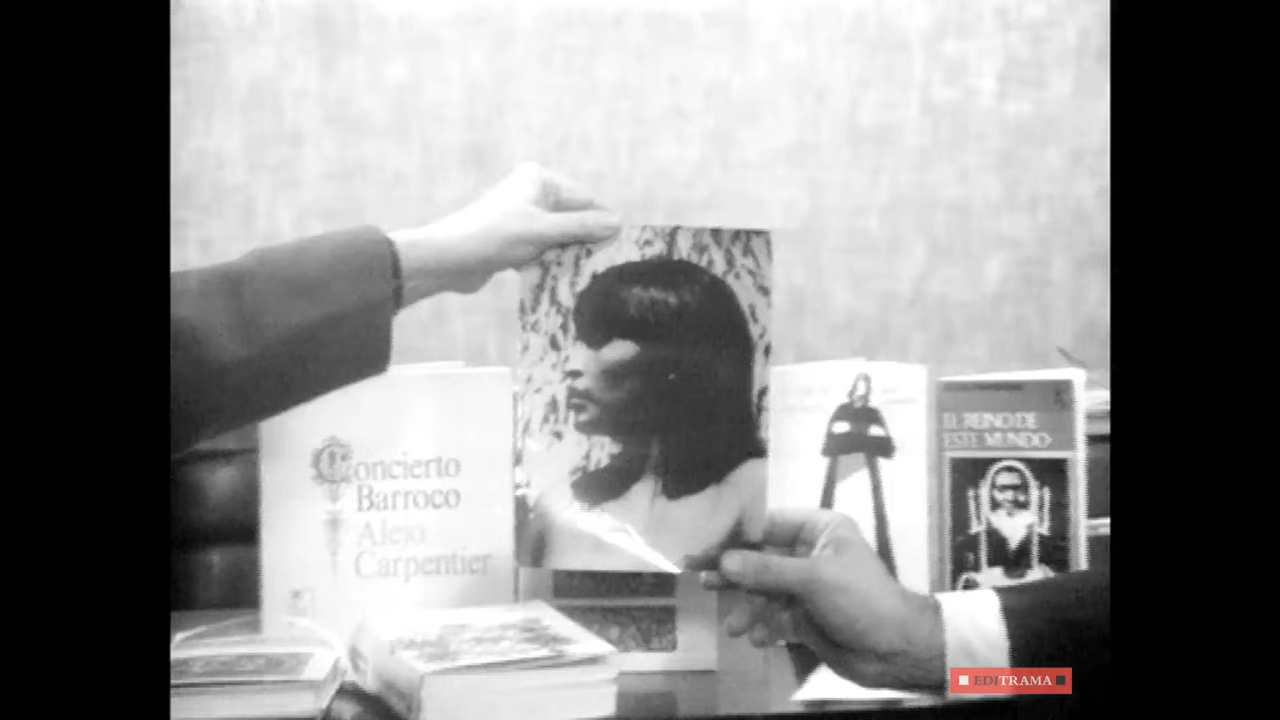 Concierto
Barroco
Alejo
Carpentier
EL REINO DE
ESTE MUNDO
EDITRAMA